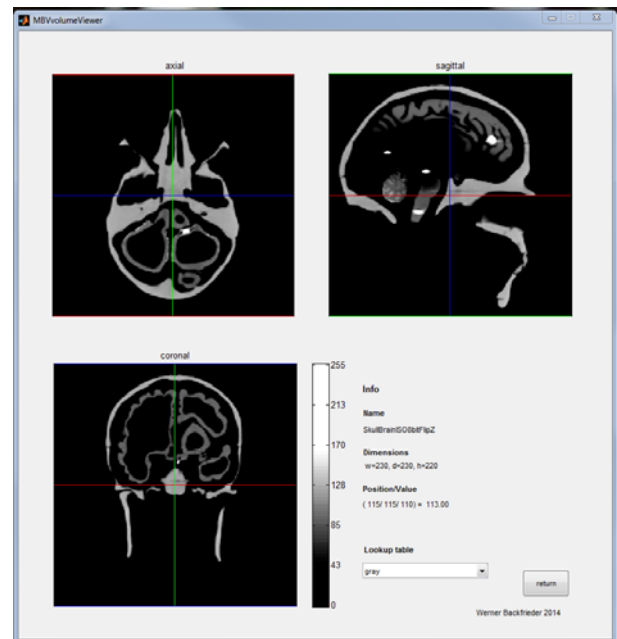 MBVvolumeViewer
axial
sagittal
coronal
255
213
170
128
85
43
0
Info
Name
SkullBrainISO8bitFlipZ
Dimensions
w=230, d=230, h=220
Position/Value
( 115/ 115/ 110) = 113.00
Lookup table
gray
return
Werner Backfrieder 2014